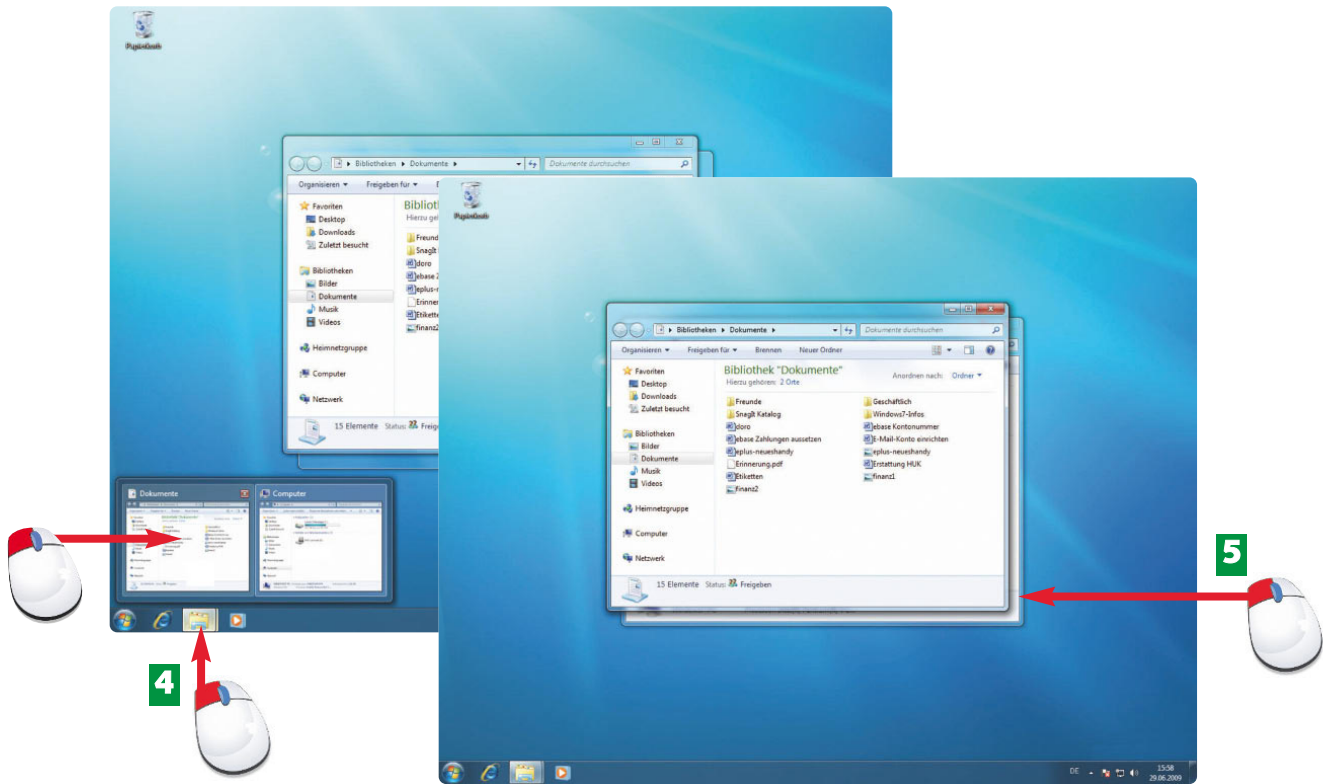 Papierkorb
Bibliotheken Dokumente
Dokumente durchsuchen
Organisieren Freigeben für
Favoriten
Desktop
Downloads
Zuletzt besucht
Bibliotheken
Bilder
Dokumente
Musik
Videos
Heimnetzgruppe
Computer
Netzwerk
Hierzu
SnagIt
doro
ebase
15 Elemente Status:
Dokumente
Computer
4
Papierkorb
Bibliotheken Dokumente
Dokumente durchsuchen
Organisieren Freigeben für Brennen Neuer Ordner
Favoriten
Desktop
Downloads
Zuletzt besucht
Bibliotheken
Bilder
Dokumente
Musik
Videos
Heimnetzgruppe
Computer
Netzwerk
Bibliothek "Dokumente"
Hierzu gehören: 2 Orte
Anordnen nach: Ordner
Freunde
Snagit Katalog
doro
ebase Zahlungen aussetzen
eplus-neueshandy
Erinnerung.pdf
Etiketten
finanz2
Geschäftlich
Windows7-Infos
ebase Kontonummer
E-Mail-Konto einrichten
eplus-neueshandy
Erstattung HUK
finanz1
15 Elemente Status: Freigeben
5
DE
15:58
29.06.2009